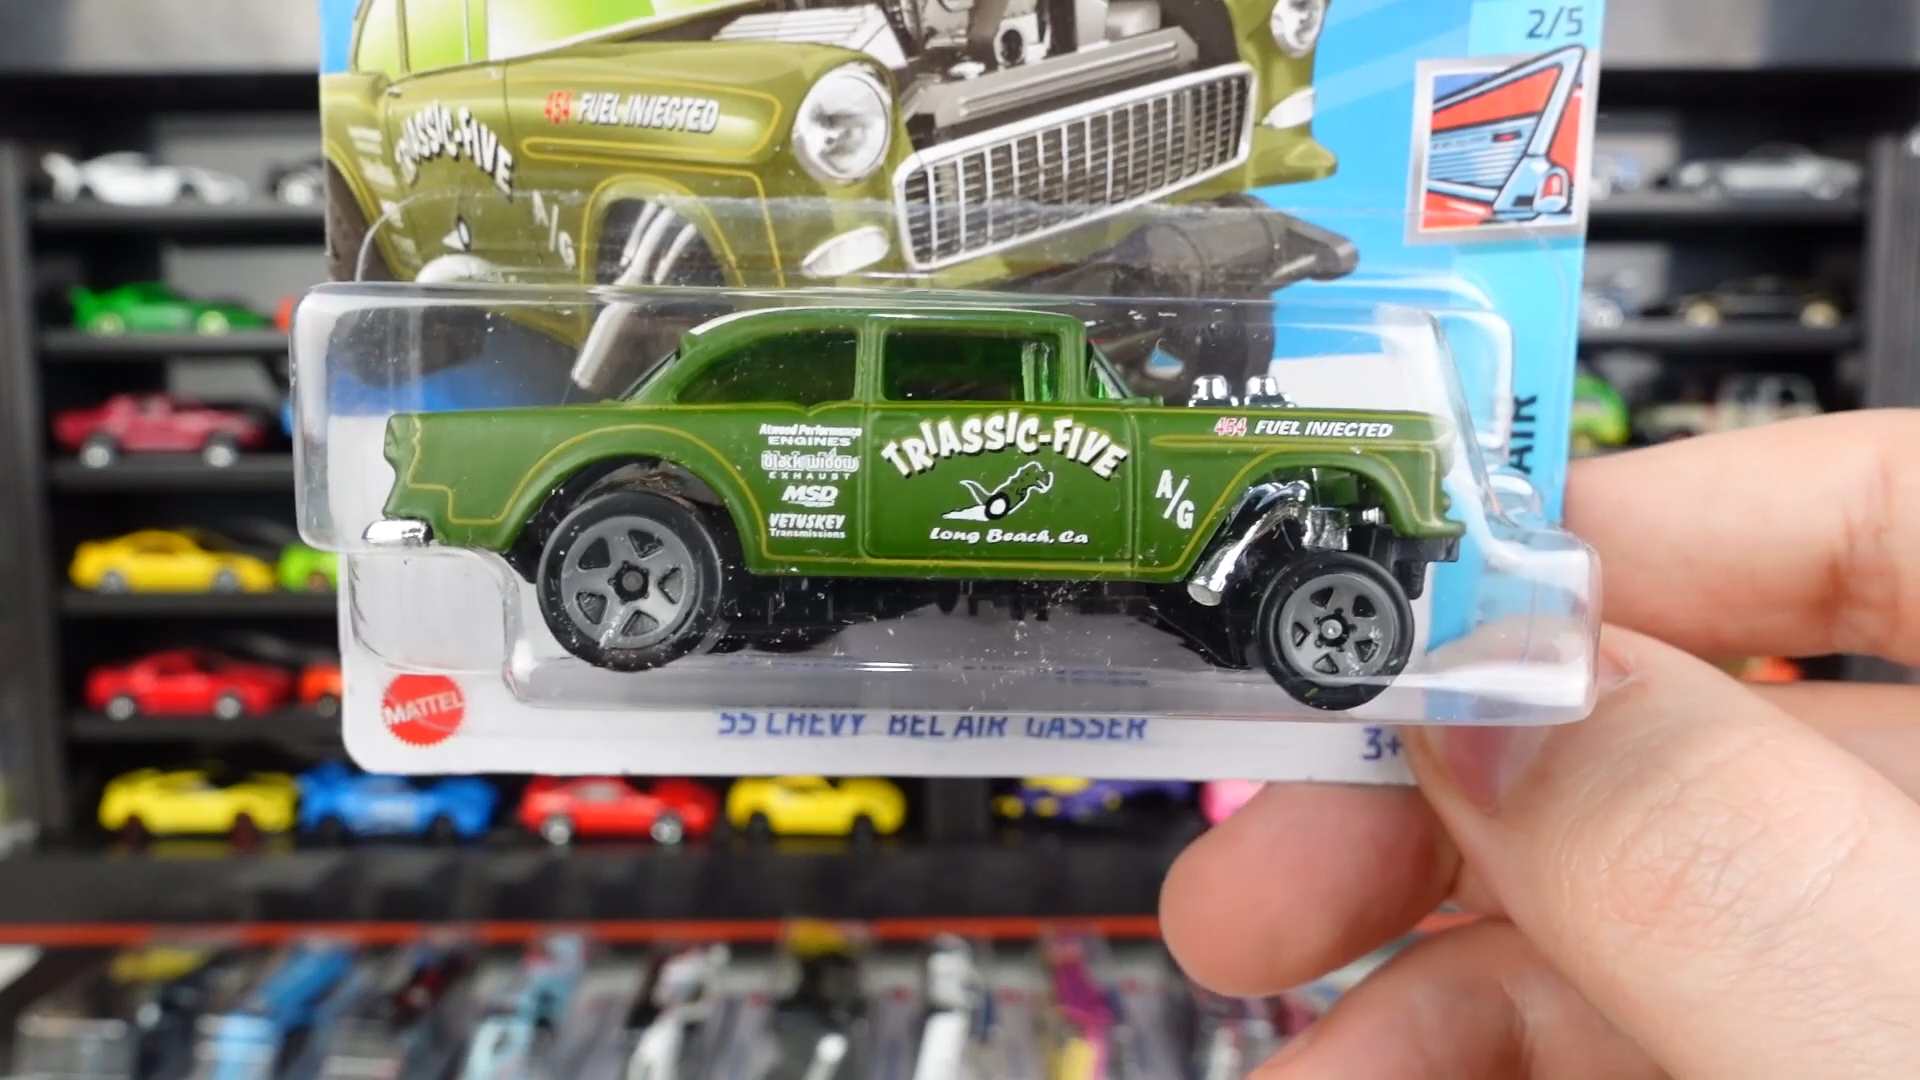 2/5
454 FUEL INJECTED
TRIASSIC-FIVE
A/G
AIR
TRIASSIC-FIVE
454 FUEL INJECTED
Atwood Performance
ENGINES
black widow
EXHAUST
MSD
VETUSKEY
Transmissions
A/G
Long Beach, Ca
MATTEL
'55 CHEVY BEL AIR GASSER
3+